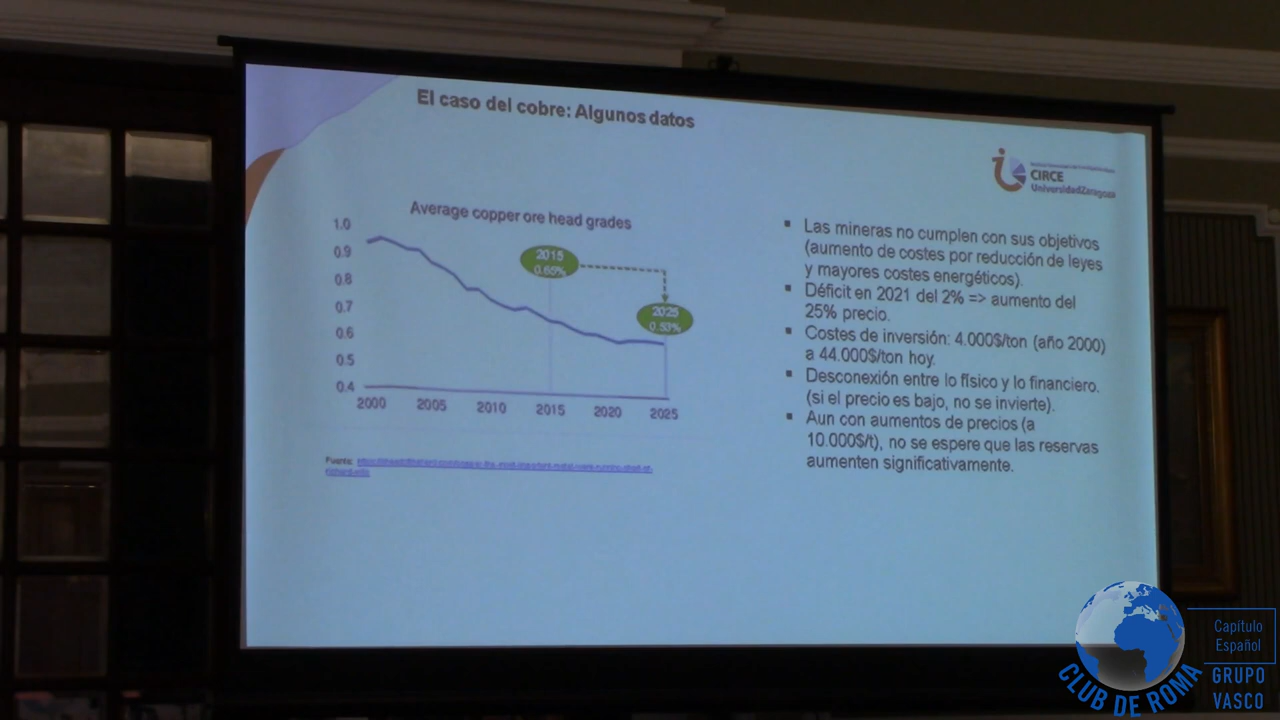 El caso del cobre: Algunos datos
CIRCE
UniversidadZaragoza
Average copper ore head grades
1.0
0.9
0.8
0.7
0.6
0.5
0.4
2000 2005 2010 2015 2020 2025
2015
0.65%
2025
0.53%
Fuente:
▪ Las mineras no cumplen con sus objetivos
(aumento de costes por reducción de leyes
y mayores costes energéticos).
▪ Déficit en 2021 del 2% => aumento del
25% precio.
▪ Costes de inversión: 4.000$/ton (año 2000)
a 44.000$/ton hoy.
▪ Desconexión entre lo físico y lo financiero.
(si el precio es bajo, no se invierte).
▪ Aun con aumentos de precios (a
10.000$/t), no se espere que las reservas
aumenten significativamente.
CLUB DE ROMA
Capítulo
Español
GRUPO
VASCO